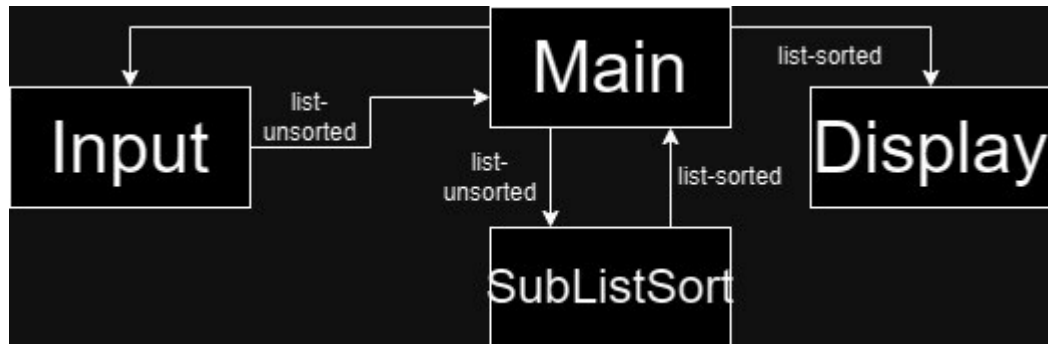 Main
list-sorted
Input
list-
unsorted
Display
list-
unsorted
list-sorted
SubListSort